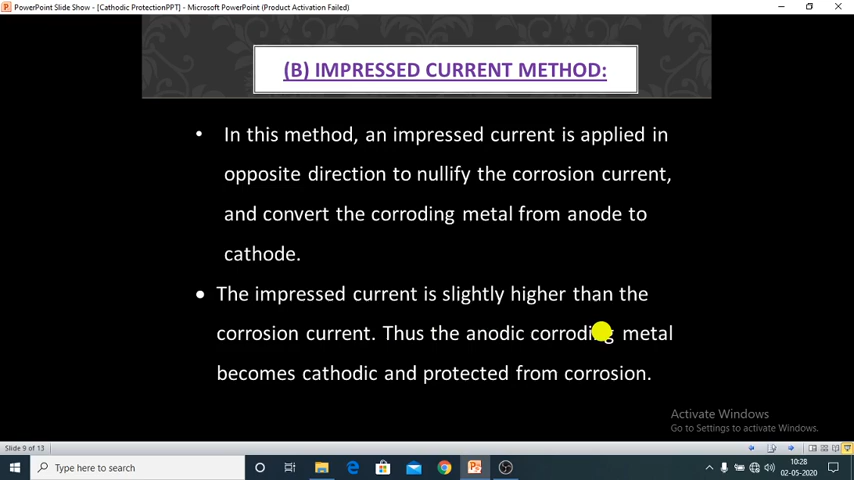 PowerPoint Slide Show - [Cathodic ProtectionPPT] - Microsoft PowerPoint (Product Activation Failed)
(B) IMPRESSED CURRENT METHOD:
• In this method, an impressed current is applied in
opposite direction to nullify the corrosion current,
and convert the corroding metal from anode to
cathode.
• The impressed current is slightly higher than the
corrosion current. Thus the anodic corroding metal
becomes cathodic and protected from corrosion.
Activate Windows
Go to Settings to activate Windows.
Slide 9 of 13
Type here to search
10:28
02-05-2020